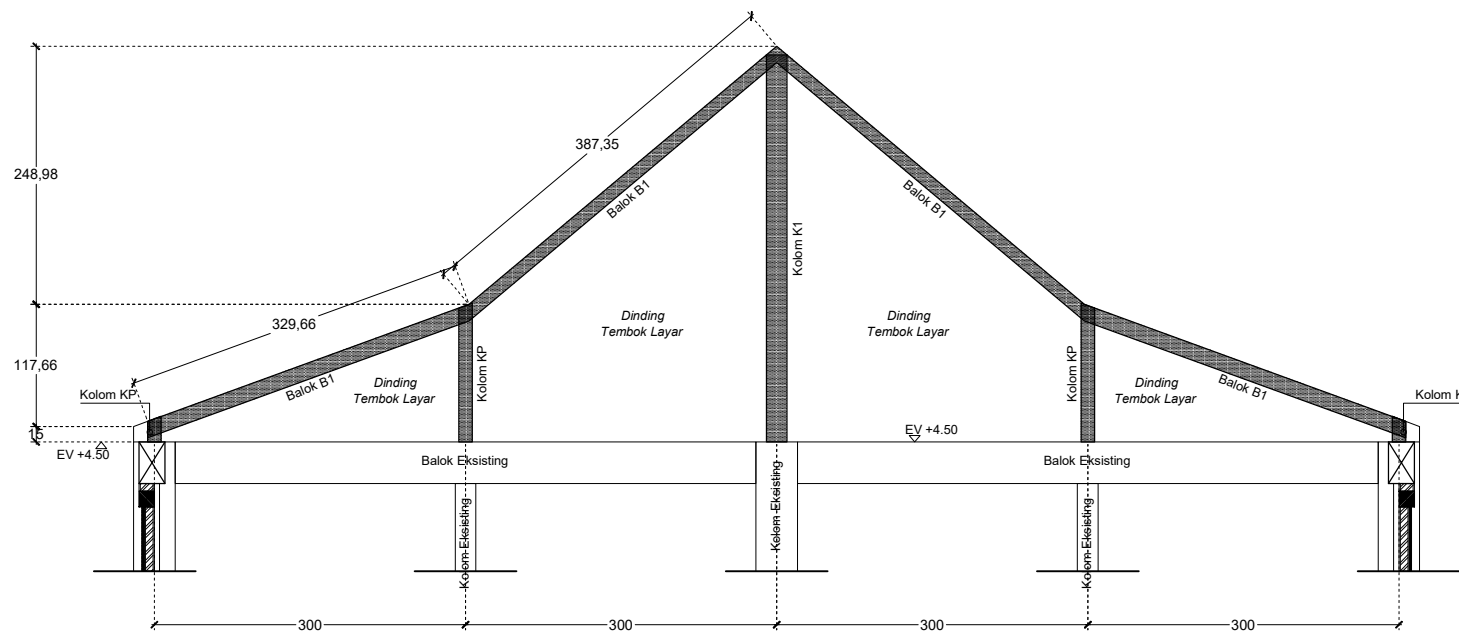 387,35
248,98
Balok B1
Balok B1
Kolom K1
Dinding
Tembok Layar
Dinding
Tembok Layar
329,66
117,66
Kolom KP
Kolom KP
Balok B1
Dinding
Tembok Layar
Dinding
Tembok Layar
Balok B1
Kolom KP
Kolom K
15
EV +4.50
EV +4.50
Balok Eksisting
Balok Eksisting
Kolom Eksisting
Kolom Eksisting
Kolom Eksisting
300
300
300
300